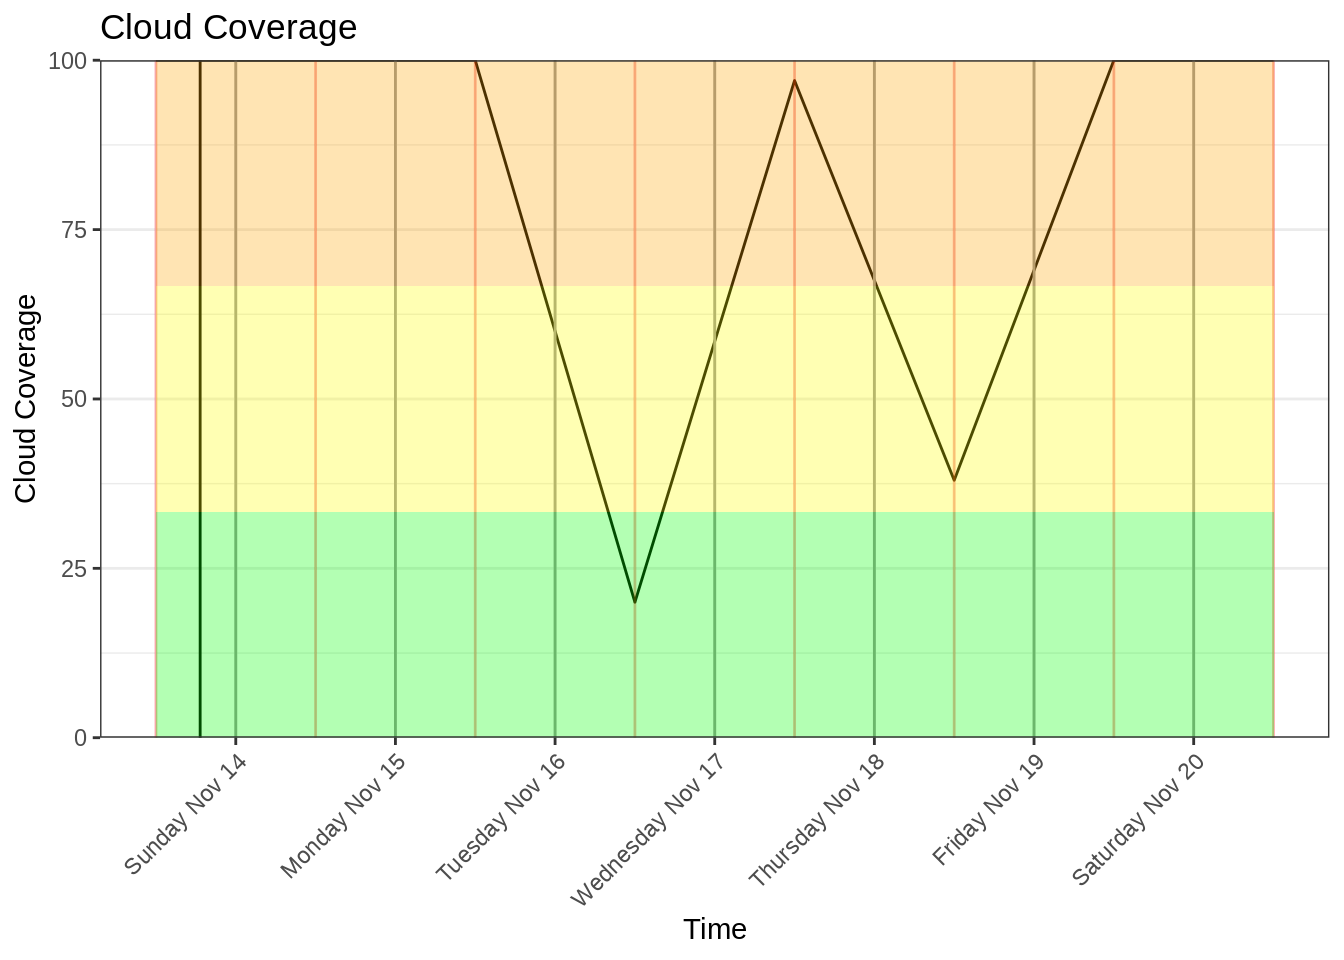 Cloud Coverage
100
75
50
25
0
Cloud Coverage
Sunday Nov 14
Monday Nov 15
Tuesday Nov 16
Wednesday Nov 17
Thursday Nov 18
Friday Nov 19
Saturday Nov 20
Time